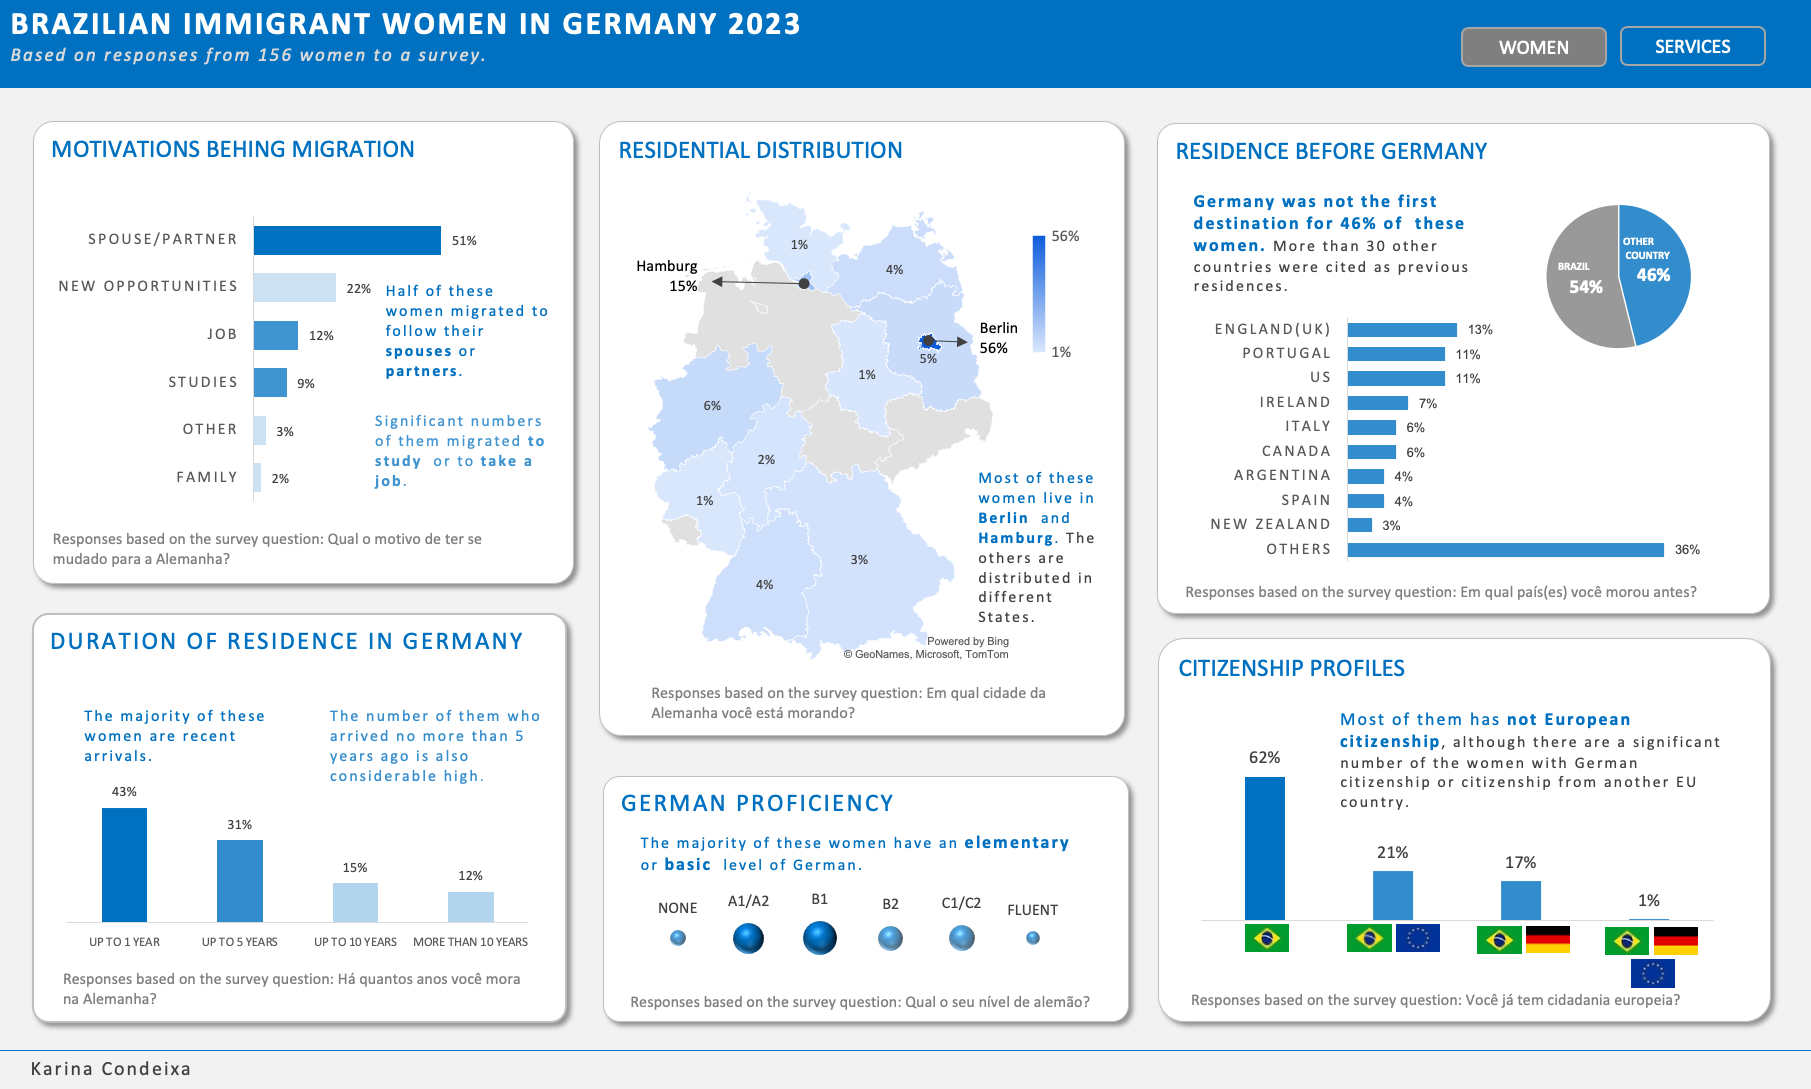 BRAZILIAN IMMIGRANT WOMEN IN GERMANY 2023
Based on responses from 156 women to a survey.
WOMEN
SERVICES
MOTIVATIONS BEHING MIGRATION
SPOUSE/PARTNER
51%
NEW OPPORTUNITIES
22%
JOB
12%
STUDIES
9%
OTHER
3%
FAMILY
2%
Half of these
women migrated to
follow their
spouses or
partners.
Significant numbers
of them migrated to
study or to take a
job.
Responses based on the survey question: Qual o motivo de ter se
mudado para a Alemanha?
RESIDENTIAL DISTRIBUTION
Hamburg
15%
1%
4%
Berlin
56%
5%
1%
6%
2%
1%
3%
4%
56%
1%
Most of these
women live in
Berlin and
Hamburg. The
others are
distributed in
different
States.
Powered by Bing
© GeoNames, Microsoft, TomTom
Responses based on the survey question: Em qual cidade da
Alemanha você está morando?
RESIDENCE BEFORE GERMANY
Germany was not the first
destination for 46% of these
women. More than 30 other
countries were cited as previous
residences.
BRAZIL
54%
OTHER
COUNTRY
46%
ENGLAND(UK)
13%
PORTUGAL
11%
US
11%
IRELAND
7%
ITALY
6%
CANADA
6%
ARGENTINA
4%
SPAIN
4%
NEW ZEALAND
3%
OTHERS
36%
Responses based on the survey question: Em qual país(es) você morou antes?
DURATION OF RESIDENCE IN GERMANY
The majority of these
women are recent
arrivals.
The number of them who
arrived no more than 5
years ago is also
considerable high.
43%
31%
15%
12%
UP TO 1 YEAR
UP TO 5 YEARS
UP TO 10 YEARS
MORE THAN 10 YEARS
Responses based on the survey question: Há quantos anos você mora
na Alemanha?
GERMAN PROFICIENCY
The majority of these women have an elementary
or basic level of German.
NONE
A1/A2
B1
B2
C1/C2
FLUENT
Responses based on the survey question: Qual o seu nível de alemão?
CITIZENSHIP PROFILES
Most of them has not European
citizenship, although there are a significant
number of the women with German
citizenship or citizenship from another EU
country.
62%
21%
17%
1%
Responses based on the survey question: Você já tem cidadania europeia?
Karina Condeixa